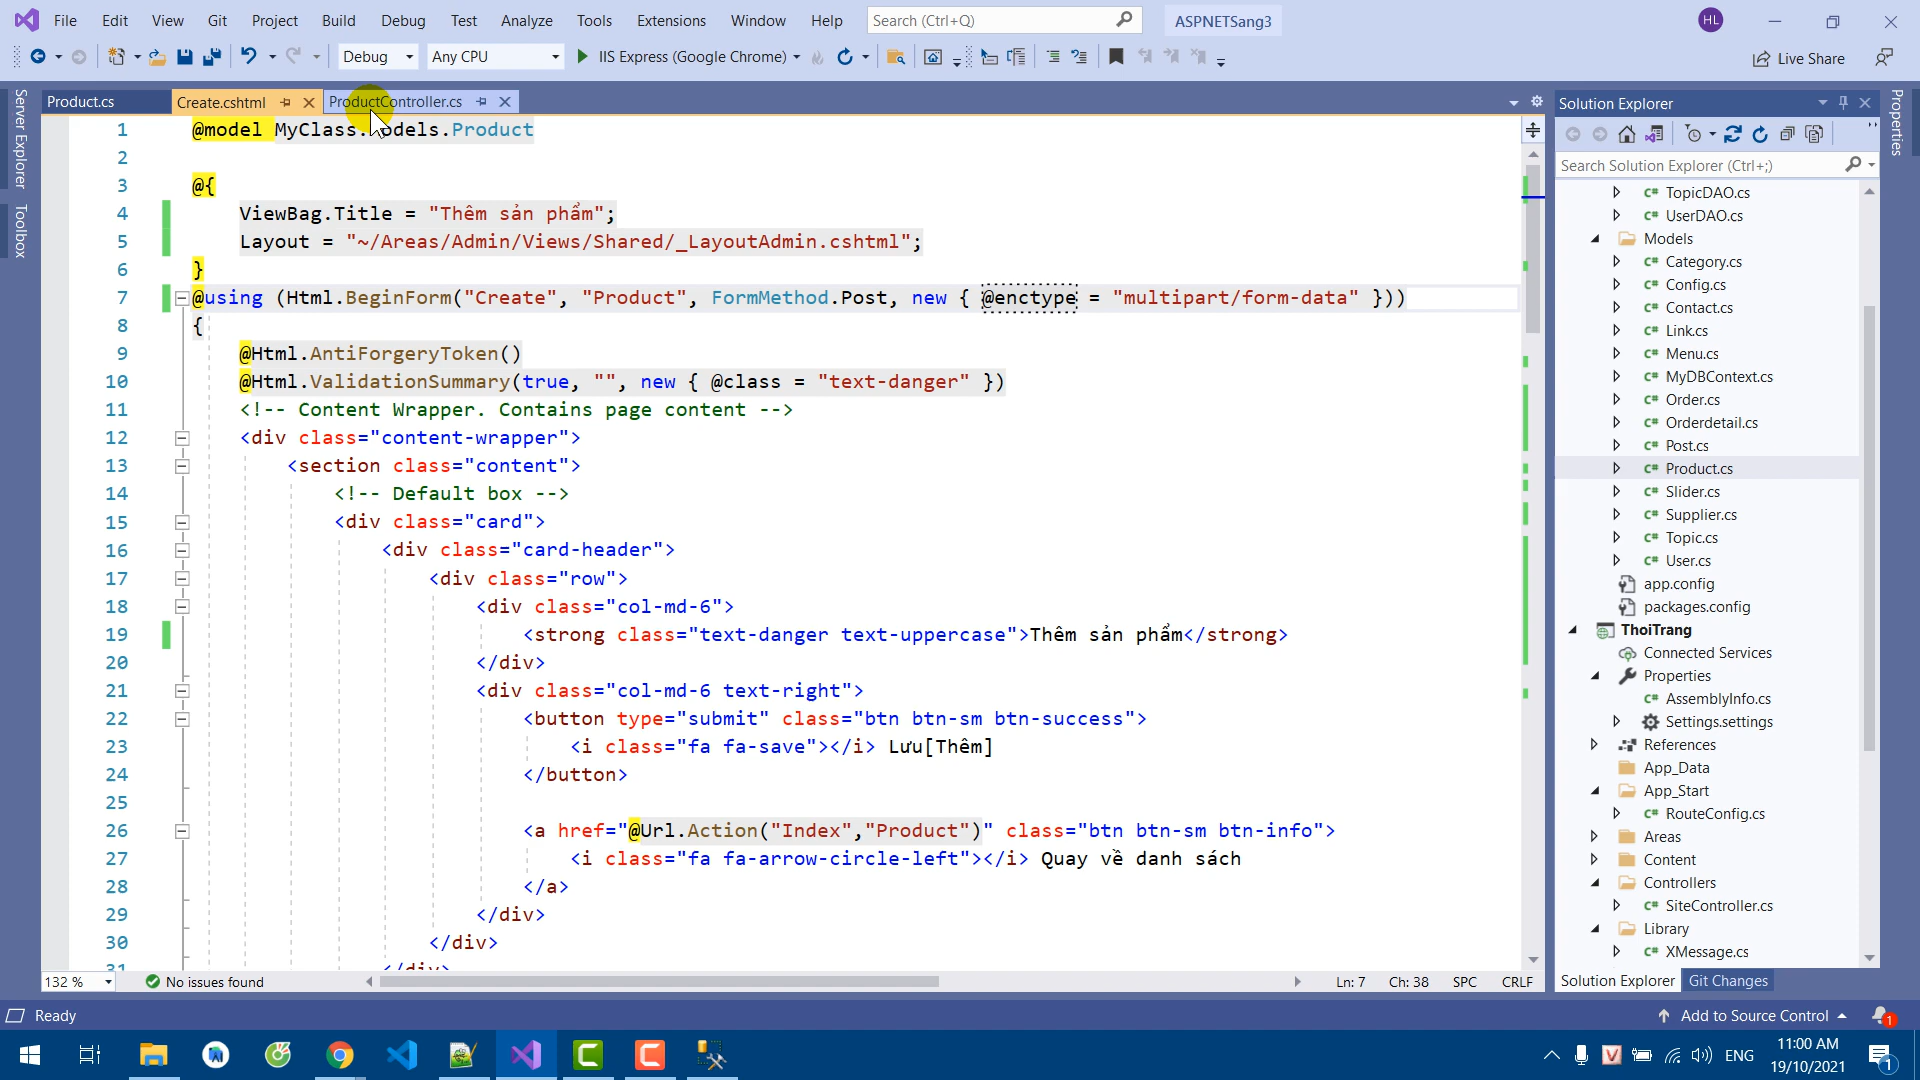 File Edit View Git Project Build Debug Test Analyze Tools Extensions Window Help Search (Ctrl+Q) ASPNETSang3 HL
Debug Any CPU IIS Express (Google Chrome) Live Share
Product.cs Create.cshtml ProductController.cs
Server Explorer
Toolbox
1 @model MyClass. dels.Product
2
3 @{
4 ViewBag.Title = "Thêm sản phẩm";
5 Layout = "~/Areas/Admin/Views/Shared/_LayoutAdmin.cshtml";
6 }
7 @using (Html.BeginForm("Create", "Product", FormMethod.Post, new { @enctype = "multipart/form-data" }))
8 {
9 @Html.AntiForgeryToken()
10 @Html.ValidationSummary(true, "", new { @class = "text-danger" })
11 <!-- Content Wrapper. Contains page content -->
12 <div class="content-wrapper">
13 <section class="content">
14 <!-- Default box -->
15 <div class="card">
16 <div class="card-header">
17 <div class="row">
18 <div class="col-md-6">
19 <strong class="text-danger text-uppercase">Thêm sản phẩm</strong>
20 </div>
21 <div class="col-md-6 text-right">
22 <button type="submit" class="btn btn-sm btn-success">
23 <i class="fa fa-save"></i> Lưu[Thêm]
24 </button>
25
26 <a href="@Url.Action("Index","Product")" class="btn btn-sm btn-info">
27 <i class="fa fa-arrow-circle-left"></i> Quay về danh sách
28 </a>
29 </div>
30 </div>
31 </div>
132 % No issues found Ln: 7 Ch: 38 SPC CRLF
Solution Explorer
Search Solution Explorer (Ctrl+;)
C# TopicDAO.cs
C# UserDAO.cs
Models
C# Category.cs
C# Config.cs
C# Contact.cs
C# Link.cs
C# Menu.cs
C# MyDBContext.cs
C# Order.cs
C# Orderdetail.cs
C# Post.cs
C# Product.cs
C# Slider.cs
C# Supplier.cs
C# Topic.cs
C# User.cs
app.config
packages.config
ThoiTrang
Connected Services
Properties
C# AssemblyInfo.cs
Settings.settings
References
App_Data
App_Start
C# RouteConfig.cs
Areas
Content
Controllers
C# SiteController.cs
Library
C# XMessage.cs
Solution Explorer Git Changes
Properties
Ready Add to Source Control 1
ENG 11:00 AM
19/10/2021 1